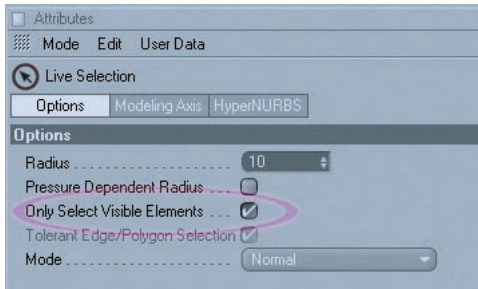 Attributes
Mode Edit User Data
Live Selection
Options Modeling Axis HyperNURBS
Options
Radius . . . . . . . . . . . . . . . . . . . . 10
Pressure Dependent Radius . . .
Only Select Visible Elements . . .
Tolerant Edge/Polygon Selection
Mode . . . . . . . . . . . . . . . . . . . . . Normal